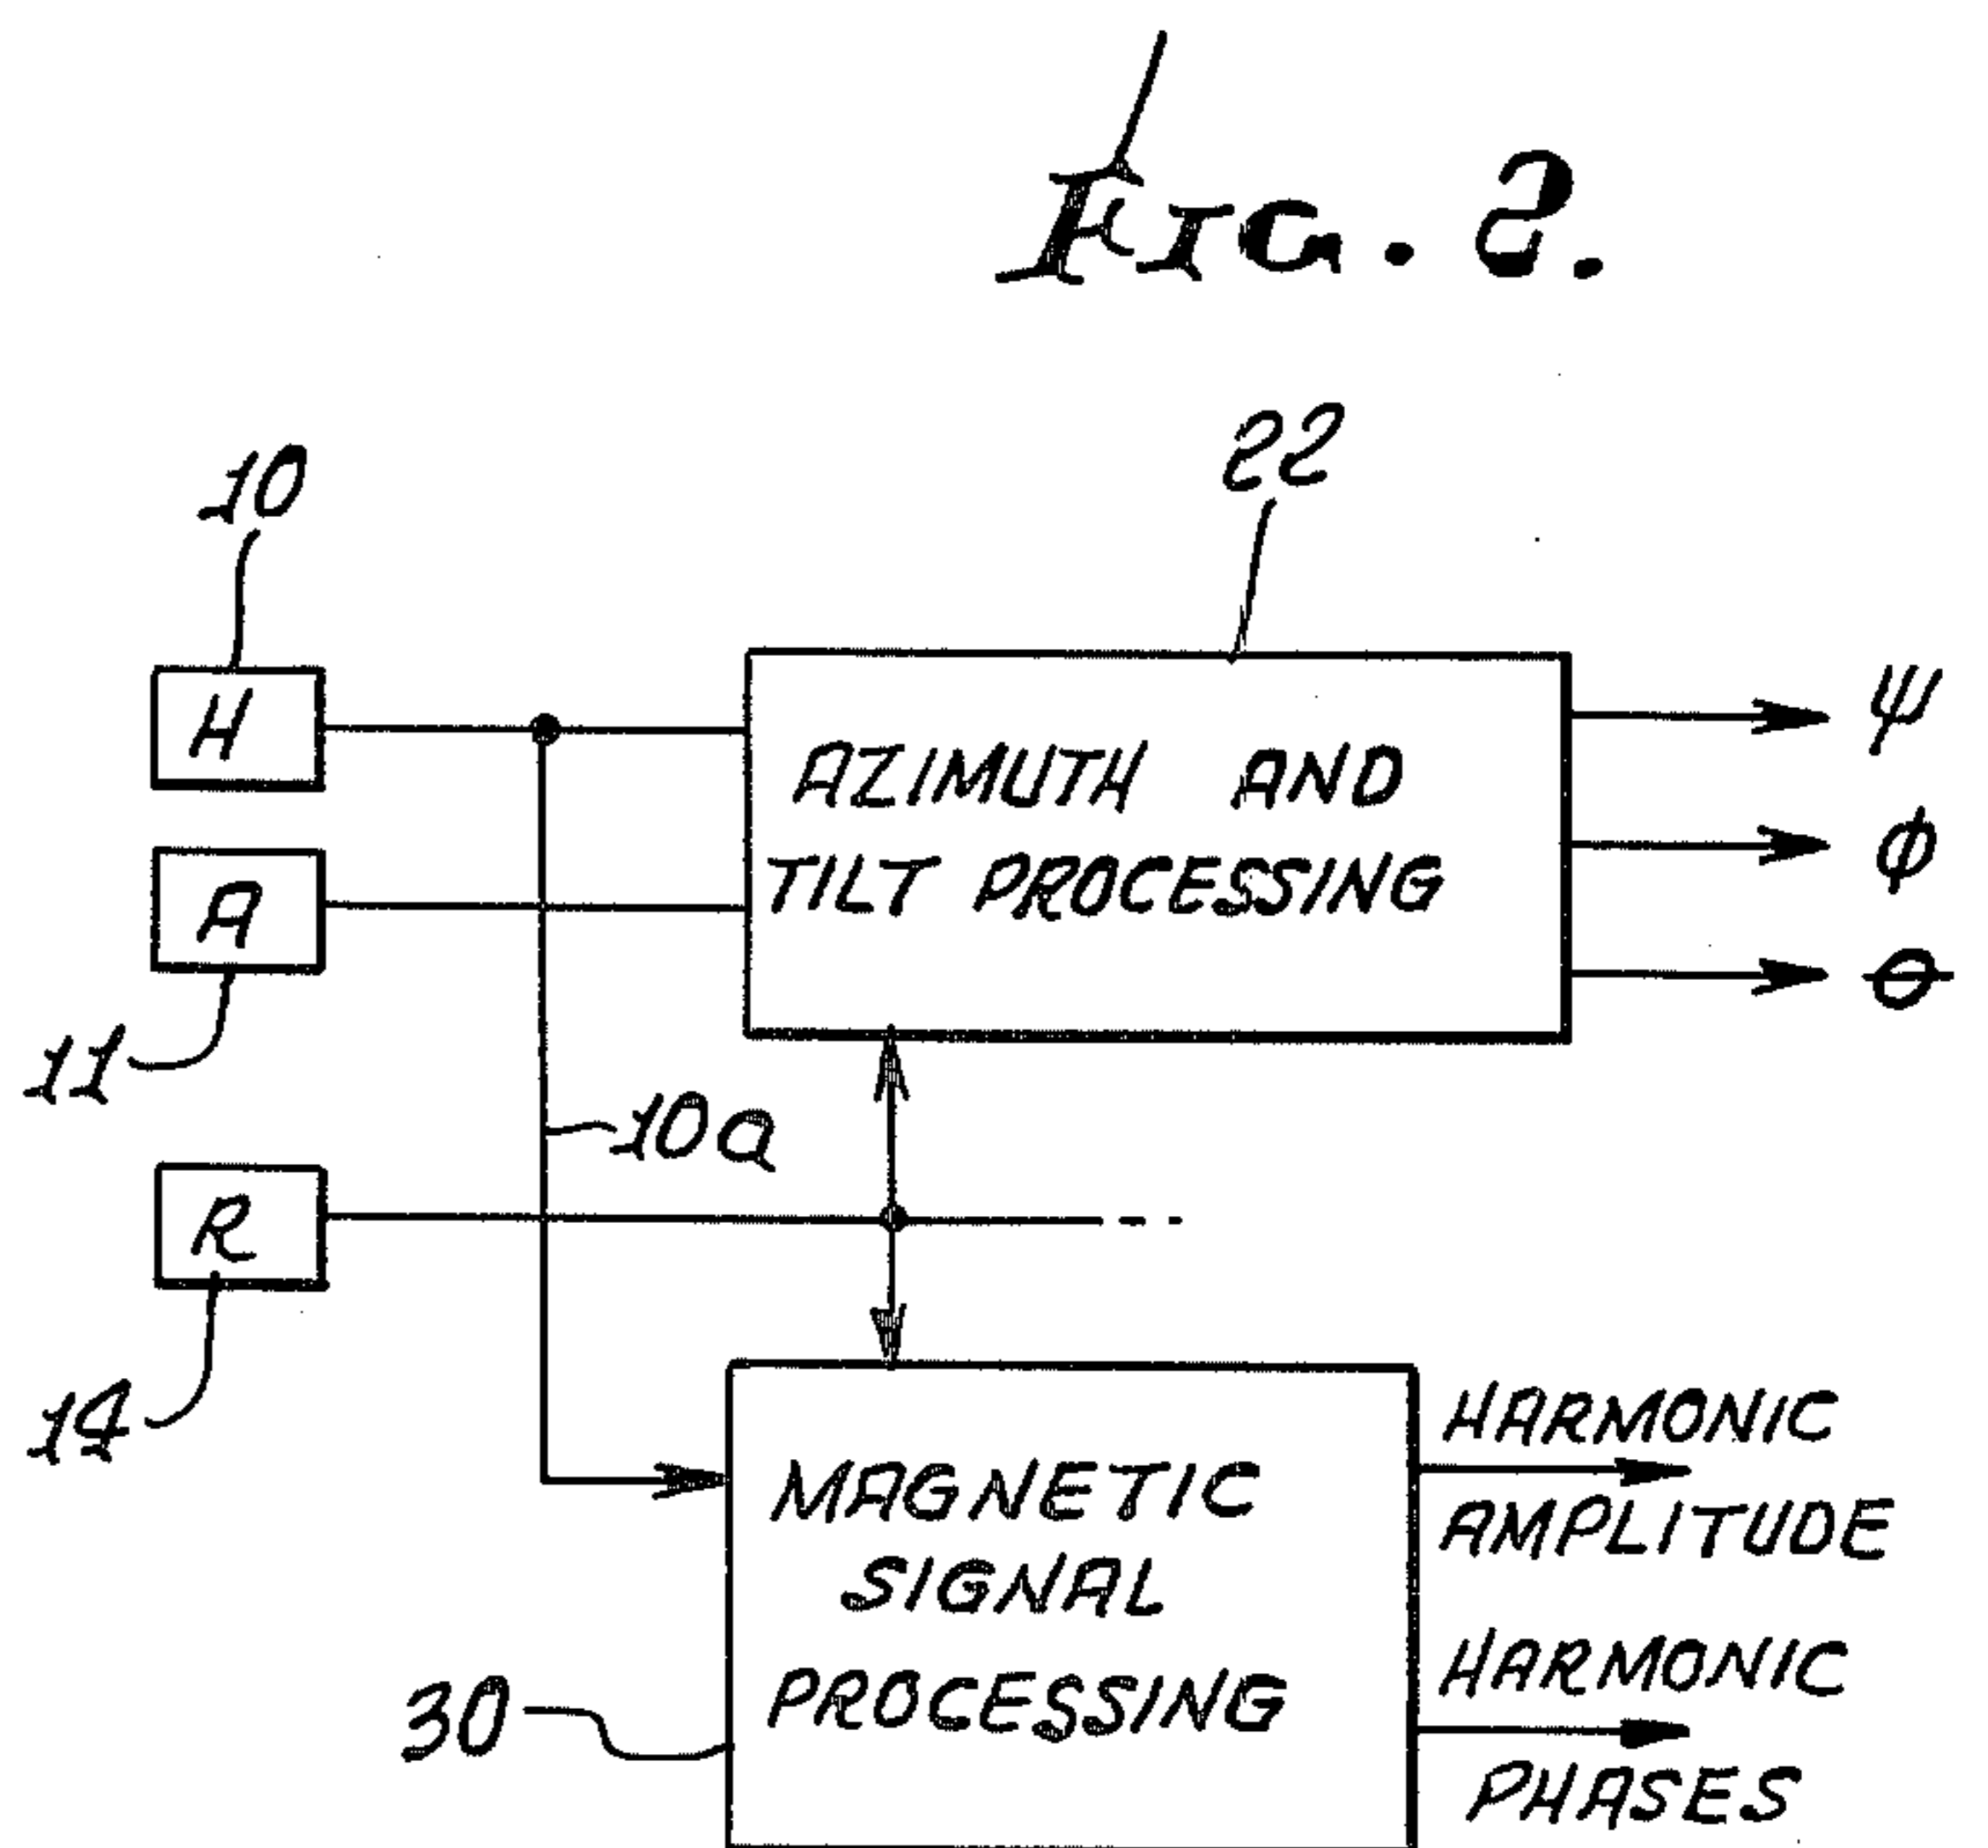 FIG. 2.
10
22
H
AZIMUTH AND
TILT PROCESSING
ψ
A
ϕ
θ
11
10a
R
14
MAGNETIC
SIGNAL
PROCESSING
30
HARMONIC
AMPLITUDE
HARMONIC
PHASES